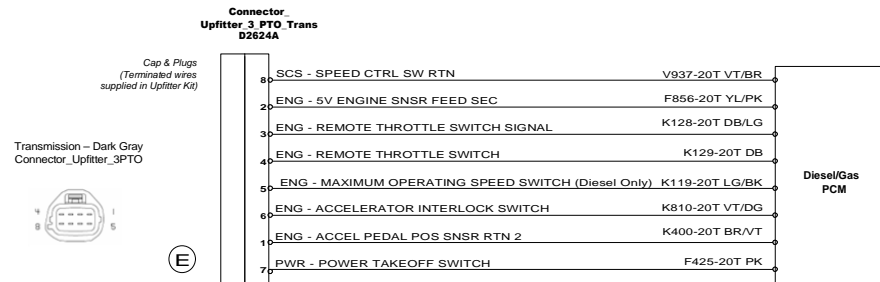 Connector_
Upfitter_3_PTO_Trans
D2624A
Cap & Plugs
(Terminated wires
supplied in Upfitter Kit)
8 SCS - SPEED CTRL SW RTN V937-20T VT/BR
2 ENG - 5V ENGINE SNSR FEED SEC F856-20T YL/PK
3 ENG - REMOTE THROTTLE SWITCH SIGNAL K128-20T DB/LG
Transmission – Dark Gray
Connector_Upfitter_3PTO
4 ENG - REMOTE THROTTLE SWITCH K129-20T DB
Diesel/Gas
PCM
5 ENG - MAXIMUM OPERATING SPEED SWITCH (Diesel Only) K119-20T LG/BK
6 ENG - ACCELERATOR INTERLOCK SWITCH K810-20T VT/DG
4 1
8 5
1 ENG - ACCEL PEDAL POS SNSR RTN 2 K400-20T BR/VT
E
7 PWR - POWER TAKEOFF SWITCH F425-20T PK